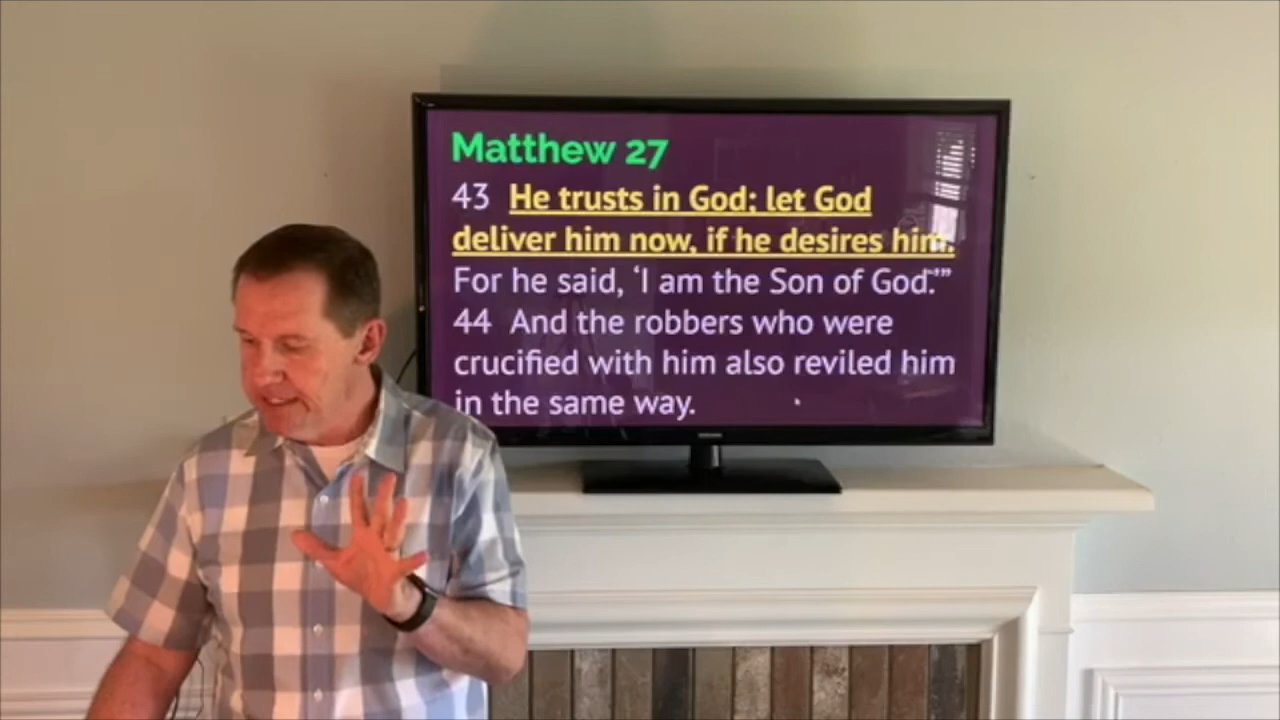 Matthew 27
43 He trusts in God; let God
deliver him now, if he desires him.
For he said, ‘I am the Son of God.’”
44 And the robbers who were
crucified with him also reviled him
in the same way.
SAMSUNG